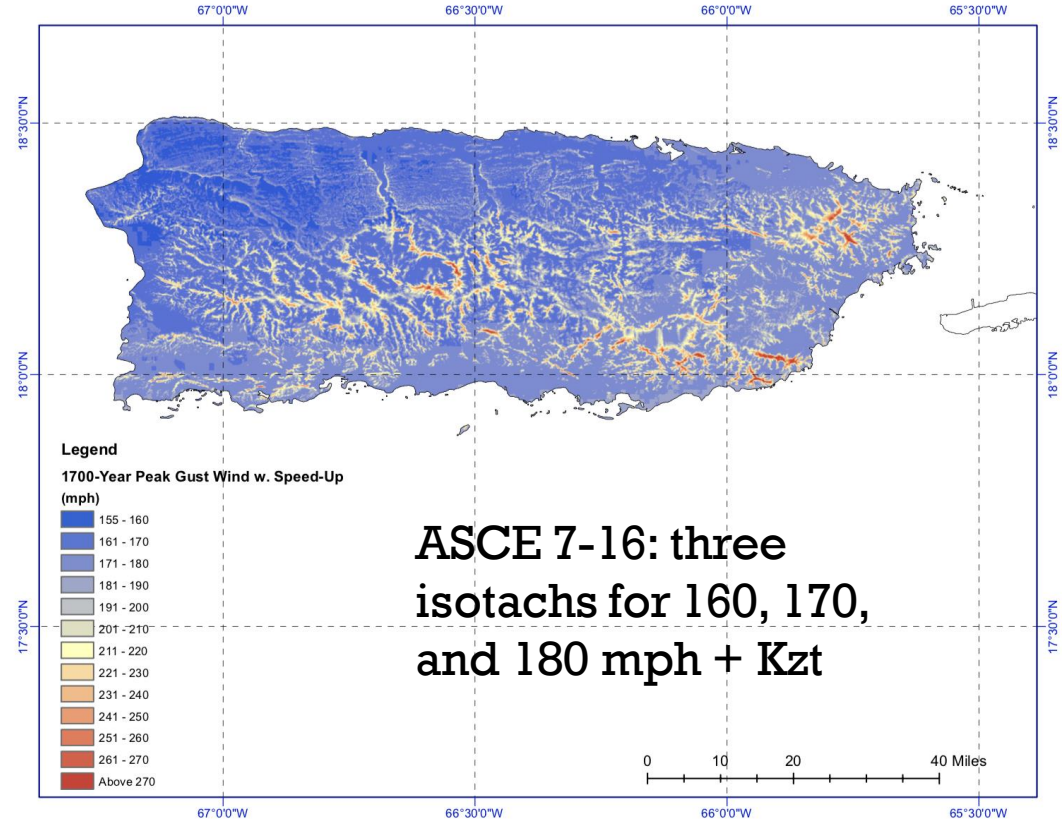 67°0'0"W
66°30'0"W
66°0'0"W
65°30'0"W
18°30'0"N
18°30'0"N
18°0'0"N
18°0'0"N
17°30'0"N
17°30'0"N
Legend
1700-Year Peak Gust Wind w. Speed-Up
(mph)
155 - 160
161 - 170
171 - 180
181 - 190
191 - 200
201 - 210
211 - 220
221 - 230
231 - 240
241 - 250
251 - 260
261 - 270
Above 270
ASCE 7-16: three
isotachs for 160, 170,
and 180 mph + Kzt
0 10 20 40 Miles
67°0'0"W
66°30'0"W
66°0'0"W
65°30'0"W